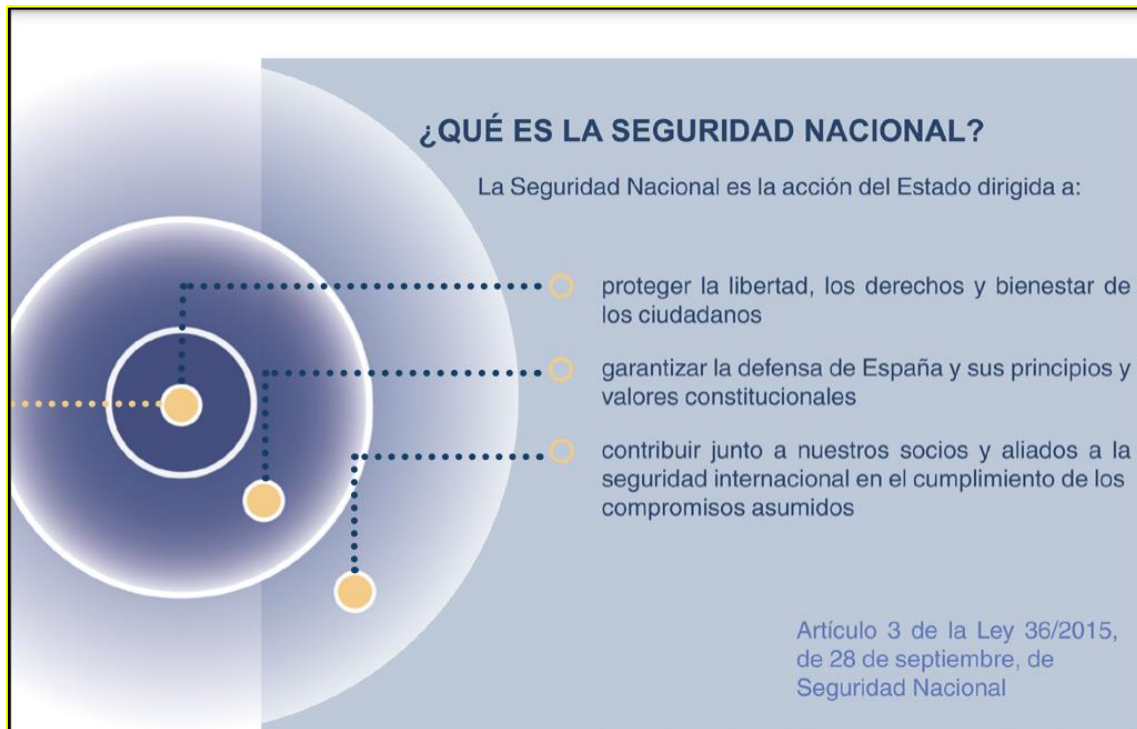 ¿QUÉ ES LA SEGURIDAD NACIONAL?
La Seguridad Nacional es la acción del Estado dirigida a:
proteger la libertad, los derechos y bienestar de
los ciudadanos
garantizar la defensa de España y sus principios y
valores constitucionales
contribuir junto a nuestros socios y aliados a la
seguridad internacional en el cumplimiento de los
compromisos asumidos
Artículo 3 de la Ley 36/2015,
de 28 de septiembre, de
Seguridad Nacional